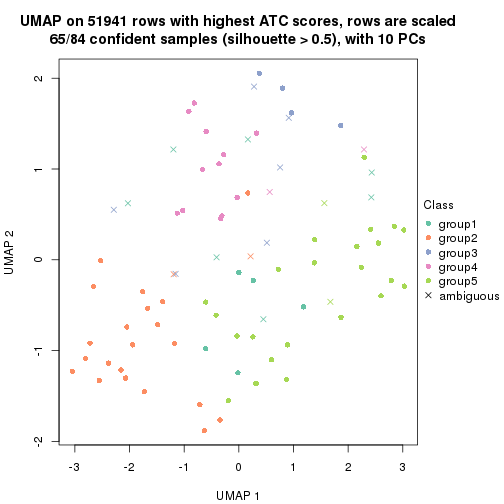 UMAP on 51941 rows with highest ATC scores, rows are scaled
65/84 confident samples (silhouette > 0.5), with 10 PCs
2
1
0
-1
-2
UMAP 2
-3 -2 -1 0 1 2 3
UMAP 1
Class
group1
group2
group3
group4
group5
ambiguous